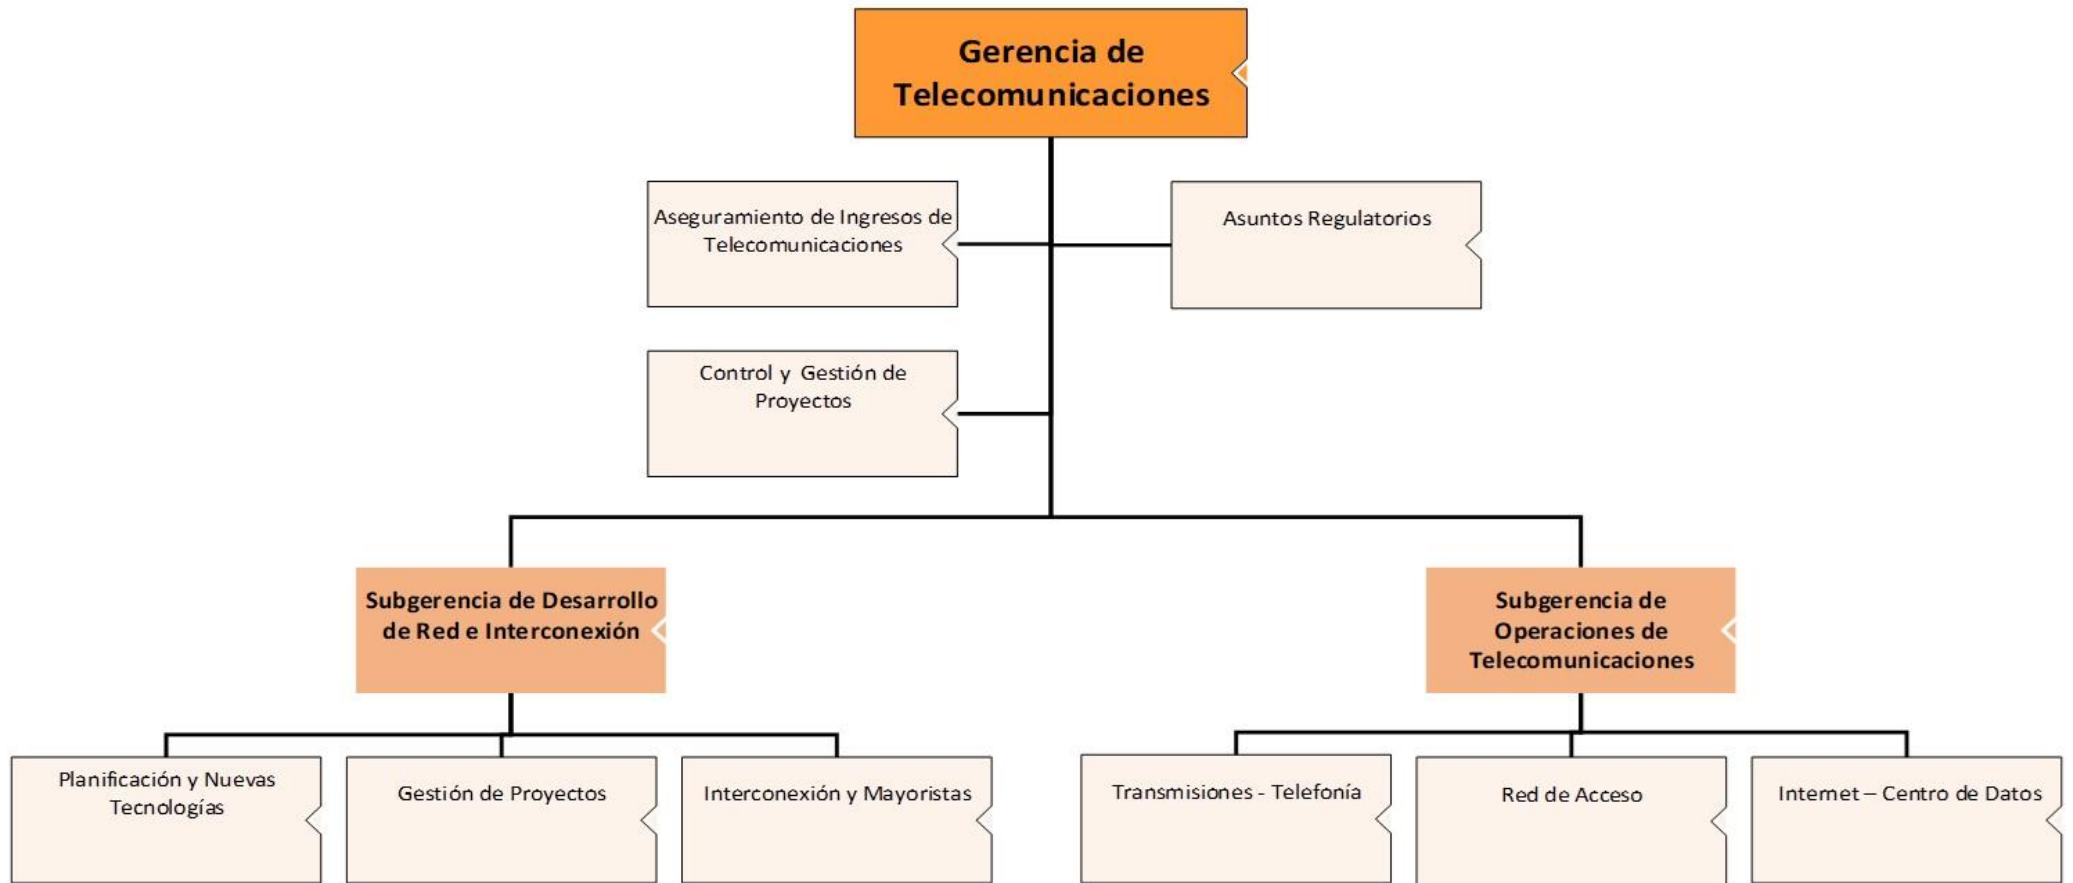 Gerencia de
Telecomunicaciones
Aseguramiento de Ingresos de
Telecomunicaciones
Asuntos Regulatorios
Control y Gestión de
Proyectos
Subgerencia de Desarrollo
de Red e Interconexión
Subgerencia de
Operaciones de
Telecomunicaciones
Planificación y Nuevas
Tecnologías
Gestión de Proyectos
Interconexión y Mayoristas
Transmisiones - Telefonía
Red de Acceso
Internet – Centro de Datos